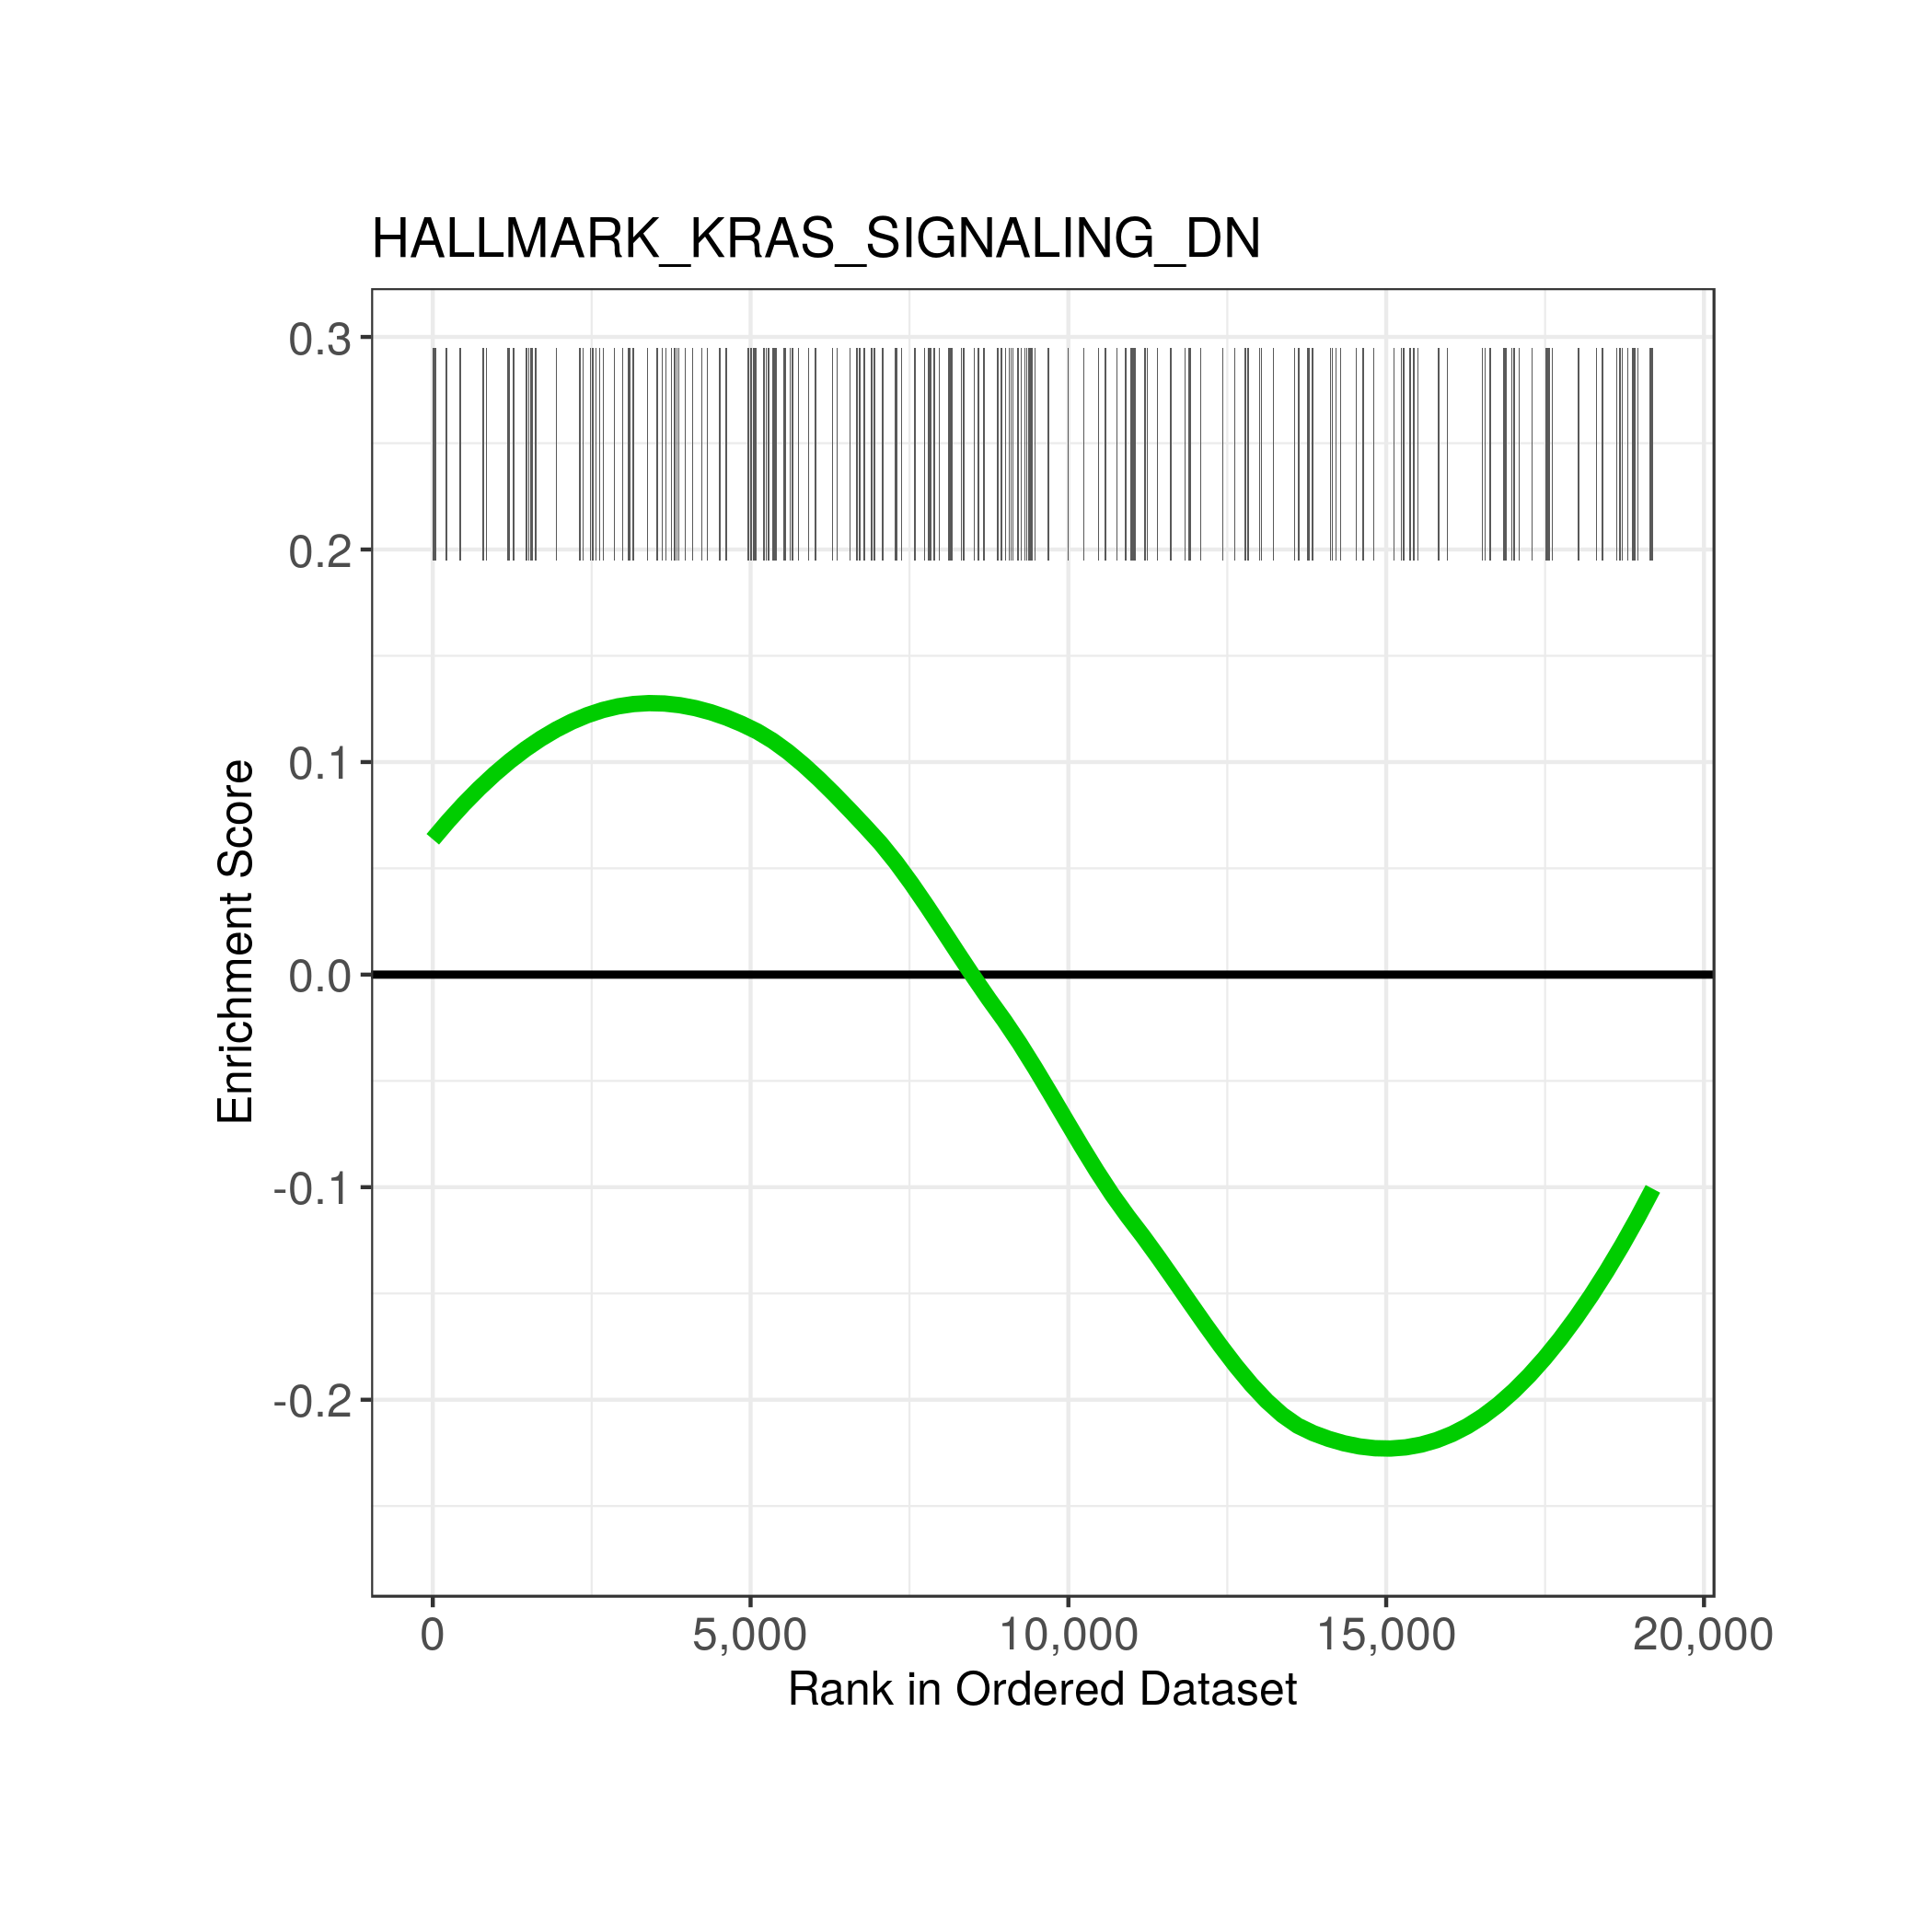 HALLMARK_KRAS_SIGNALING_DN
0.3
0.2
0.1
0.0
-0.1
-0.2
Enrichment Score
0 5,000 10,000 15,000 20,000
Rank in Ordered Dataset